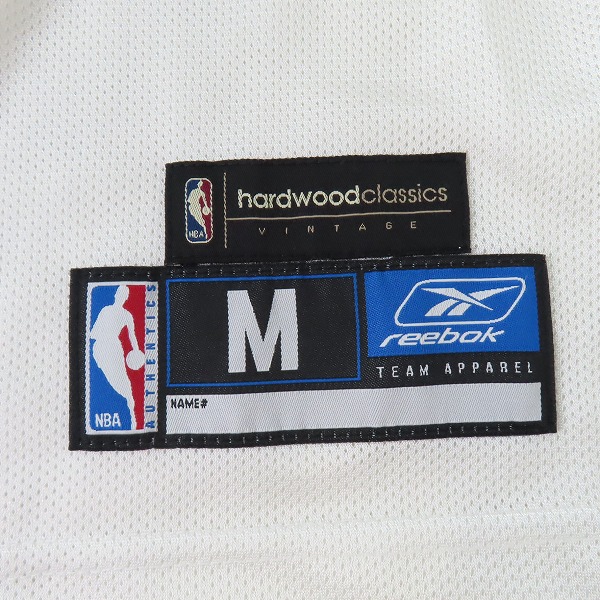 NBA
hardwoodclassics
VINTAGE
NBA
AUTHENTICS
M
Reebok
TEAM APPAREL
NAME#